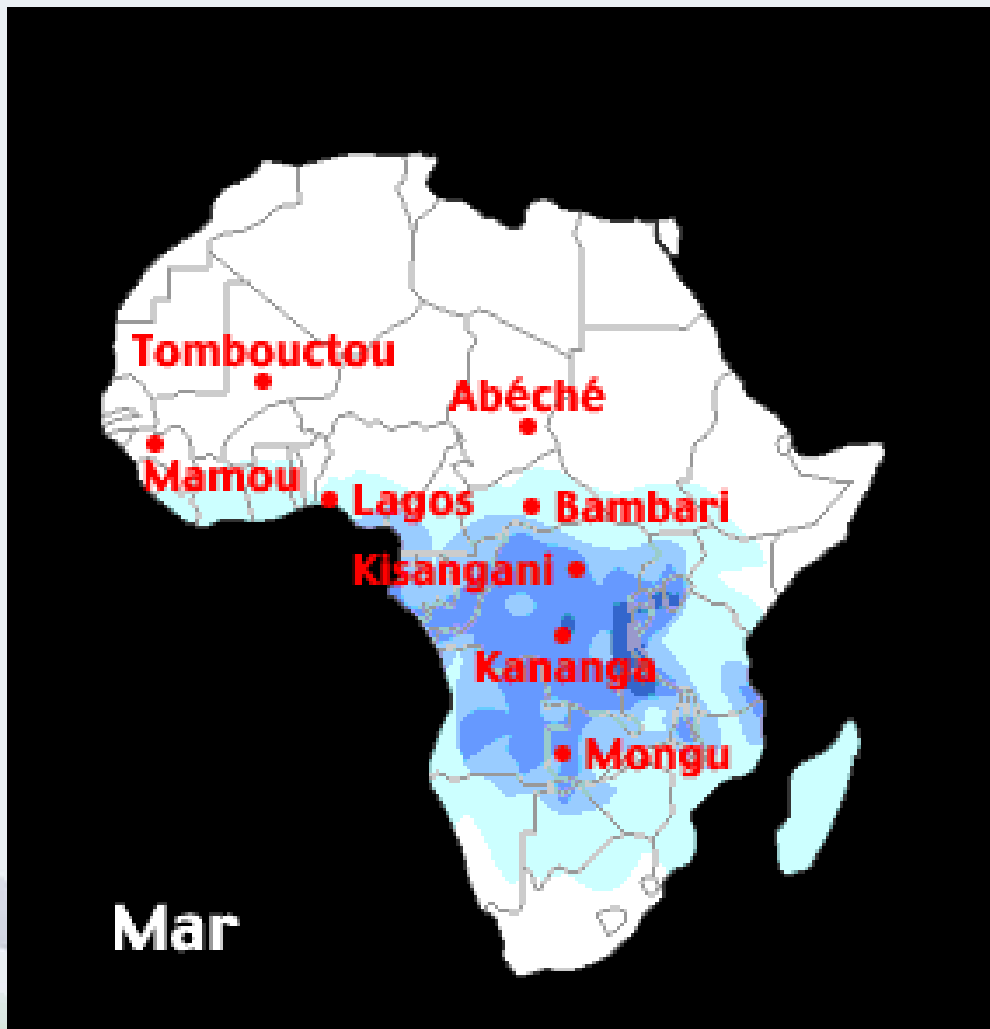 Tombouctou
Abéché
Mamou
Lagos
Bambari
Kisangani
Kananga
Mongu
Mar